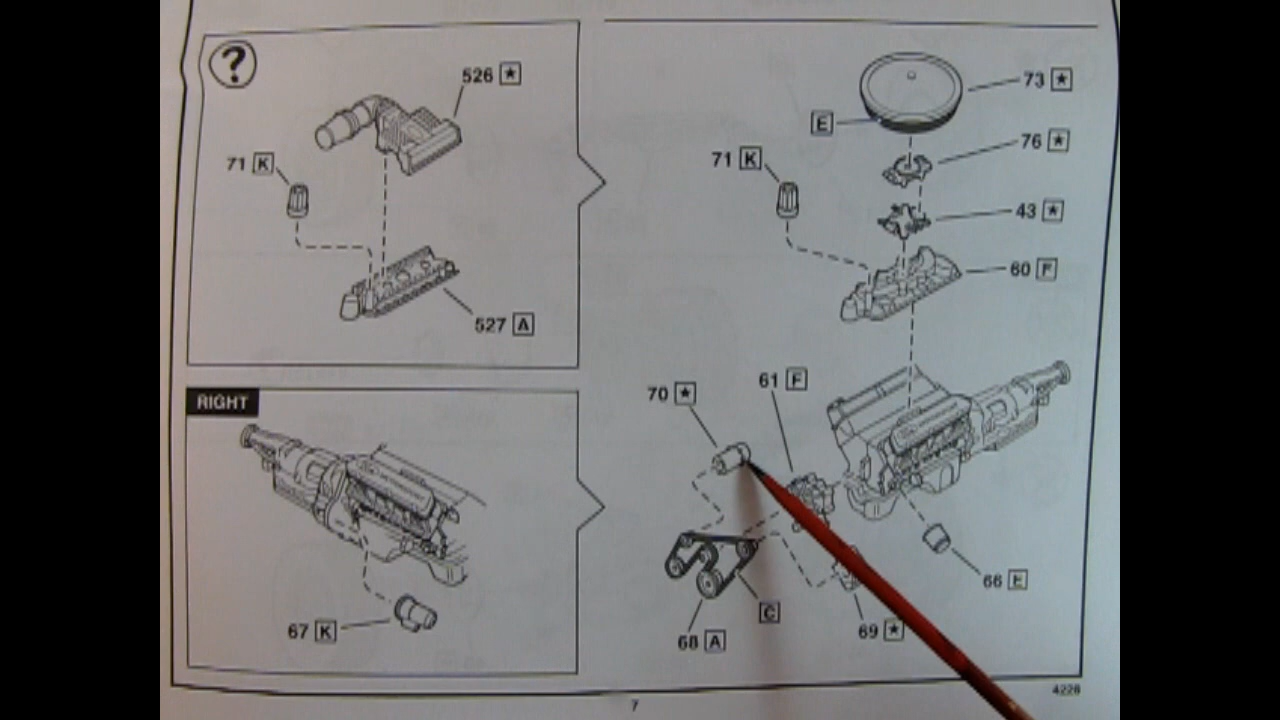 ?
526 ★
71 K
527 A
RIGHT
67 K
73 ★
E
76 ★
71 K
43 ★
60 F
61 F
70 ★
66 E
C
68 A
69 ★
4228
7